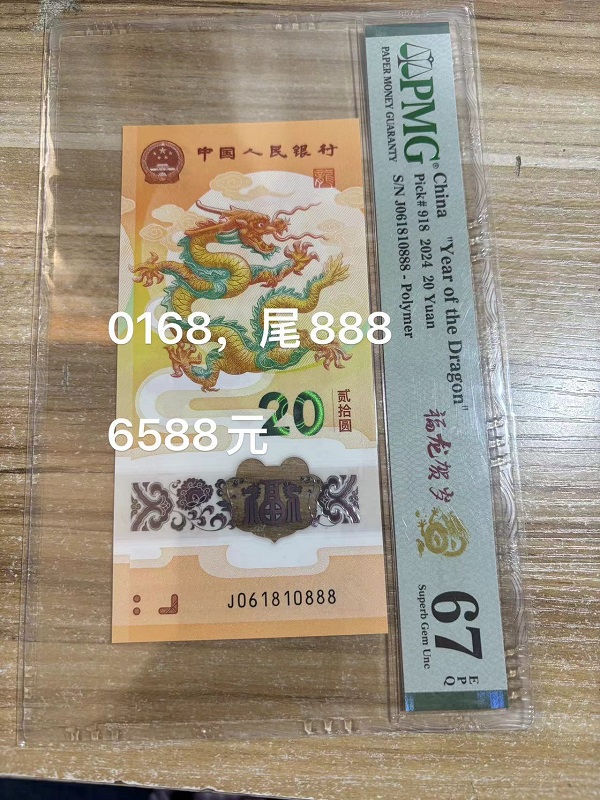 中国人民银行
龍
0168，尾888
6588元
20
贰拾圆
福
J061810888
PMG®
PAPER MONEY GUARANTY
China "Year of the Dragon"
Pick# 918 2024 20 Yuan
S/N J061810888 - Polymer
福龙贺岁
67 EPQ
Superb Gem Unc